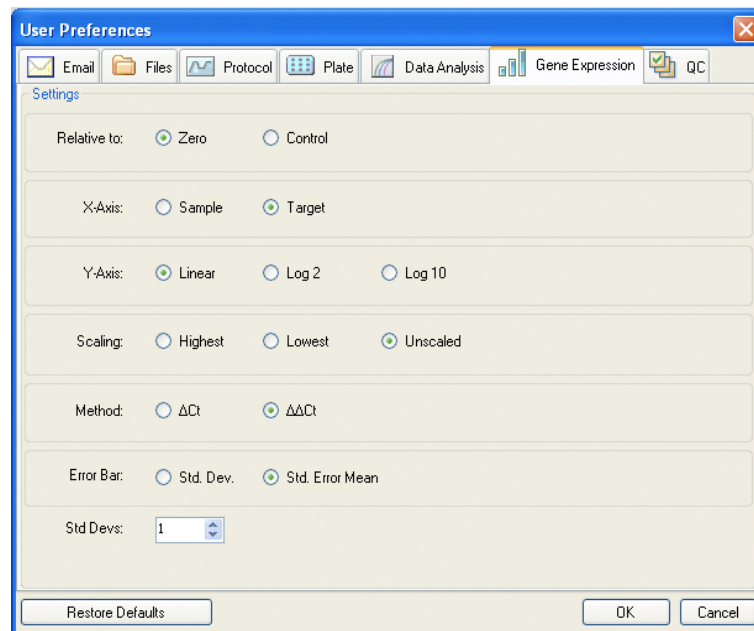 User Preferences
Email Files Protocol Plate Data Analysis Gene Expression QC
Settings
Relative to: Zero Control
X-Axis: Sample Target
Y-Axis: Linear Log 2 Log 10
Scaling: Highest Lowest Unscaled
Method: ΔCt ΔΔCt
Error Bar: Std. Dev. Std. Error Mean
Std Devs: 1
Restore Defaults OK Cancel